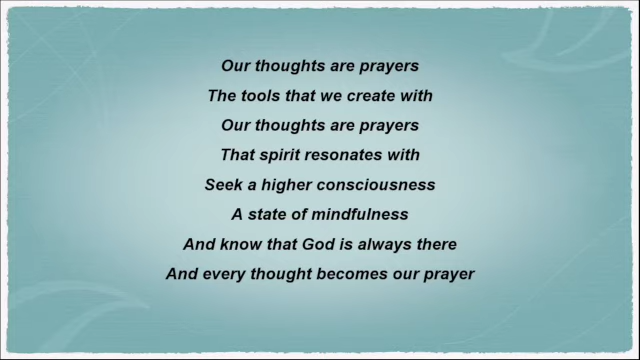 Our thoughts are prayers
The tools that we create with
Our thoughts are prayers
That spirit resonates with
Seek a higher consciousness
A state of mindfulness
And know that God is always there
And every thought becomes our prayer